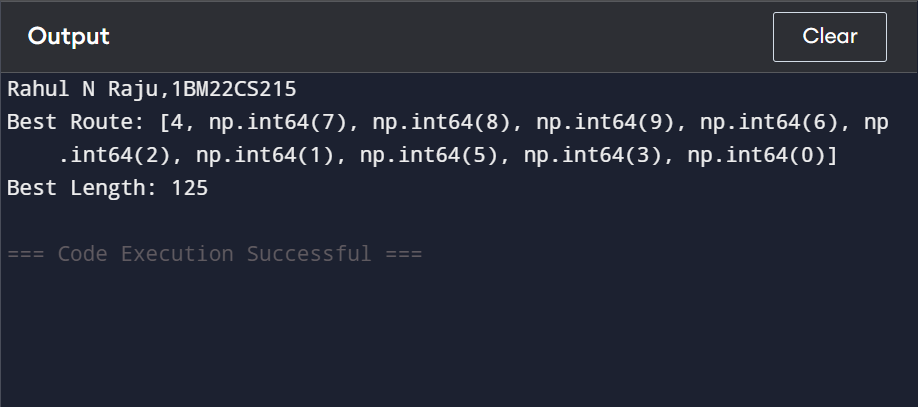 Output
Clear
Rahul N Raju,1BM22CS215
Best Route: [4, np.int64(7), np.int64(8), np.int64(9), np.int64(6), np
.int64(2), np.int64(1), np.int64(5), np.int64(3), np.int64(0)]
Best Length: 125
=== Code Execution Successful ===